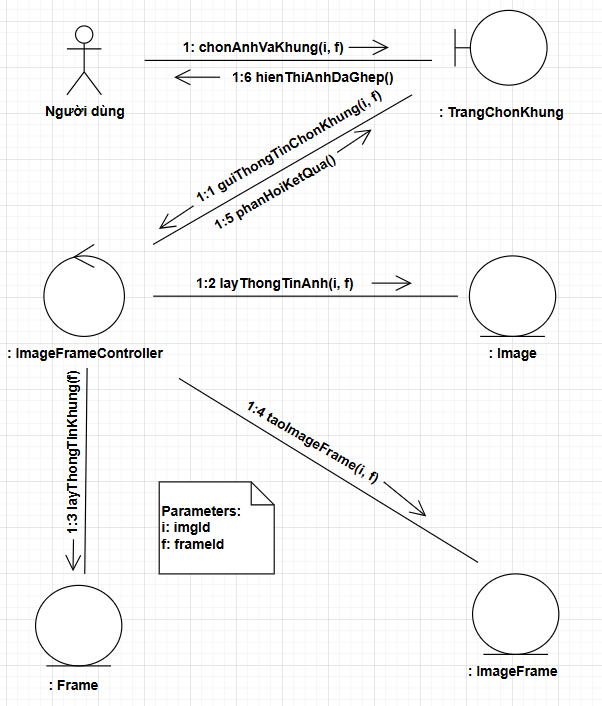 1: chonAnhVaKhung(i, f)
1:6 hienThiAnhDaGhep()
Người dùng
: TrangChonKhung
1:1 guiThongTinChonKhung(i, f)
1:5 phanHoiKetQua()
1:2 layThongTinAnh(i, f)
: ImageFrameController
: Image
1:3 layThongTinKhung(f)
1:4 taoImageFrame(i, f)
Parameters:
i: imgId
f: frameId
: Frame
: ImageFrame